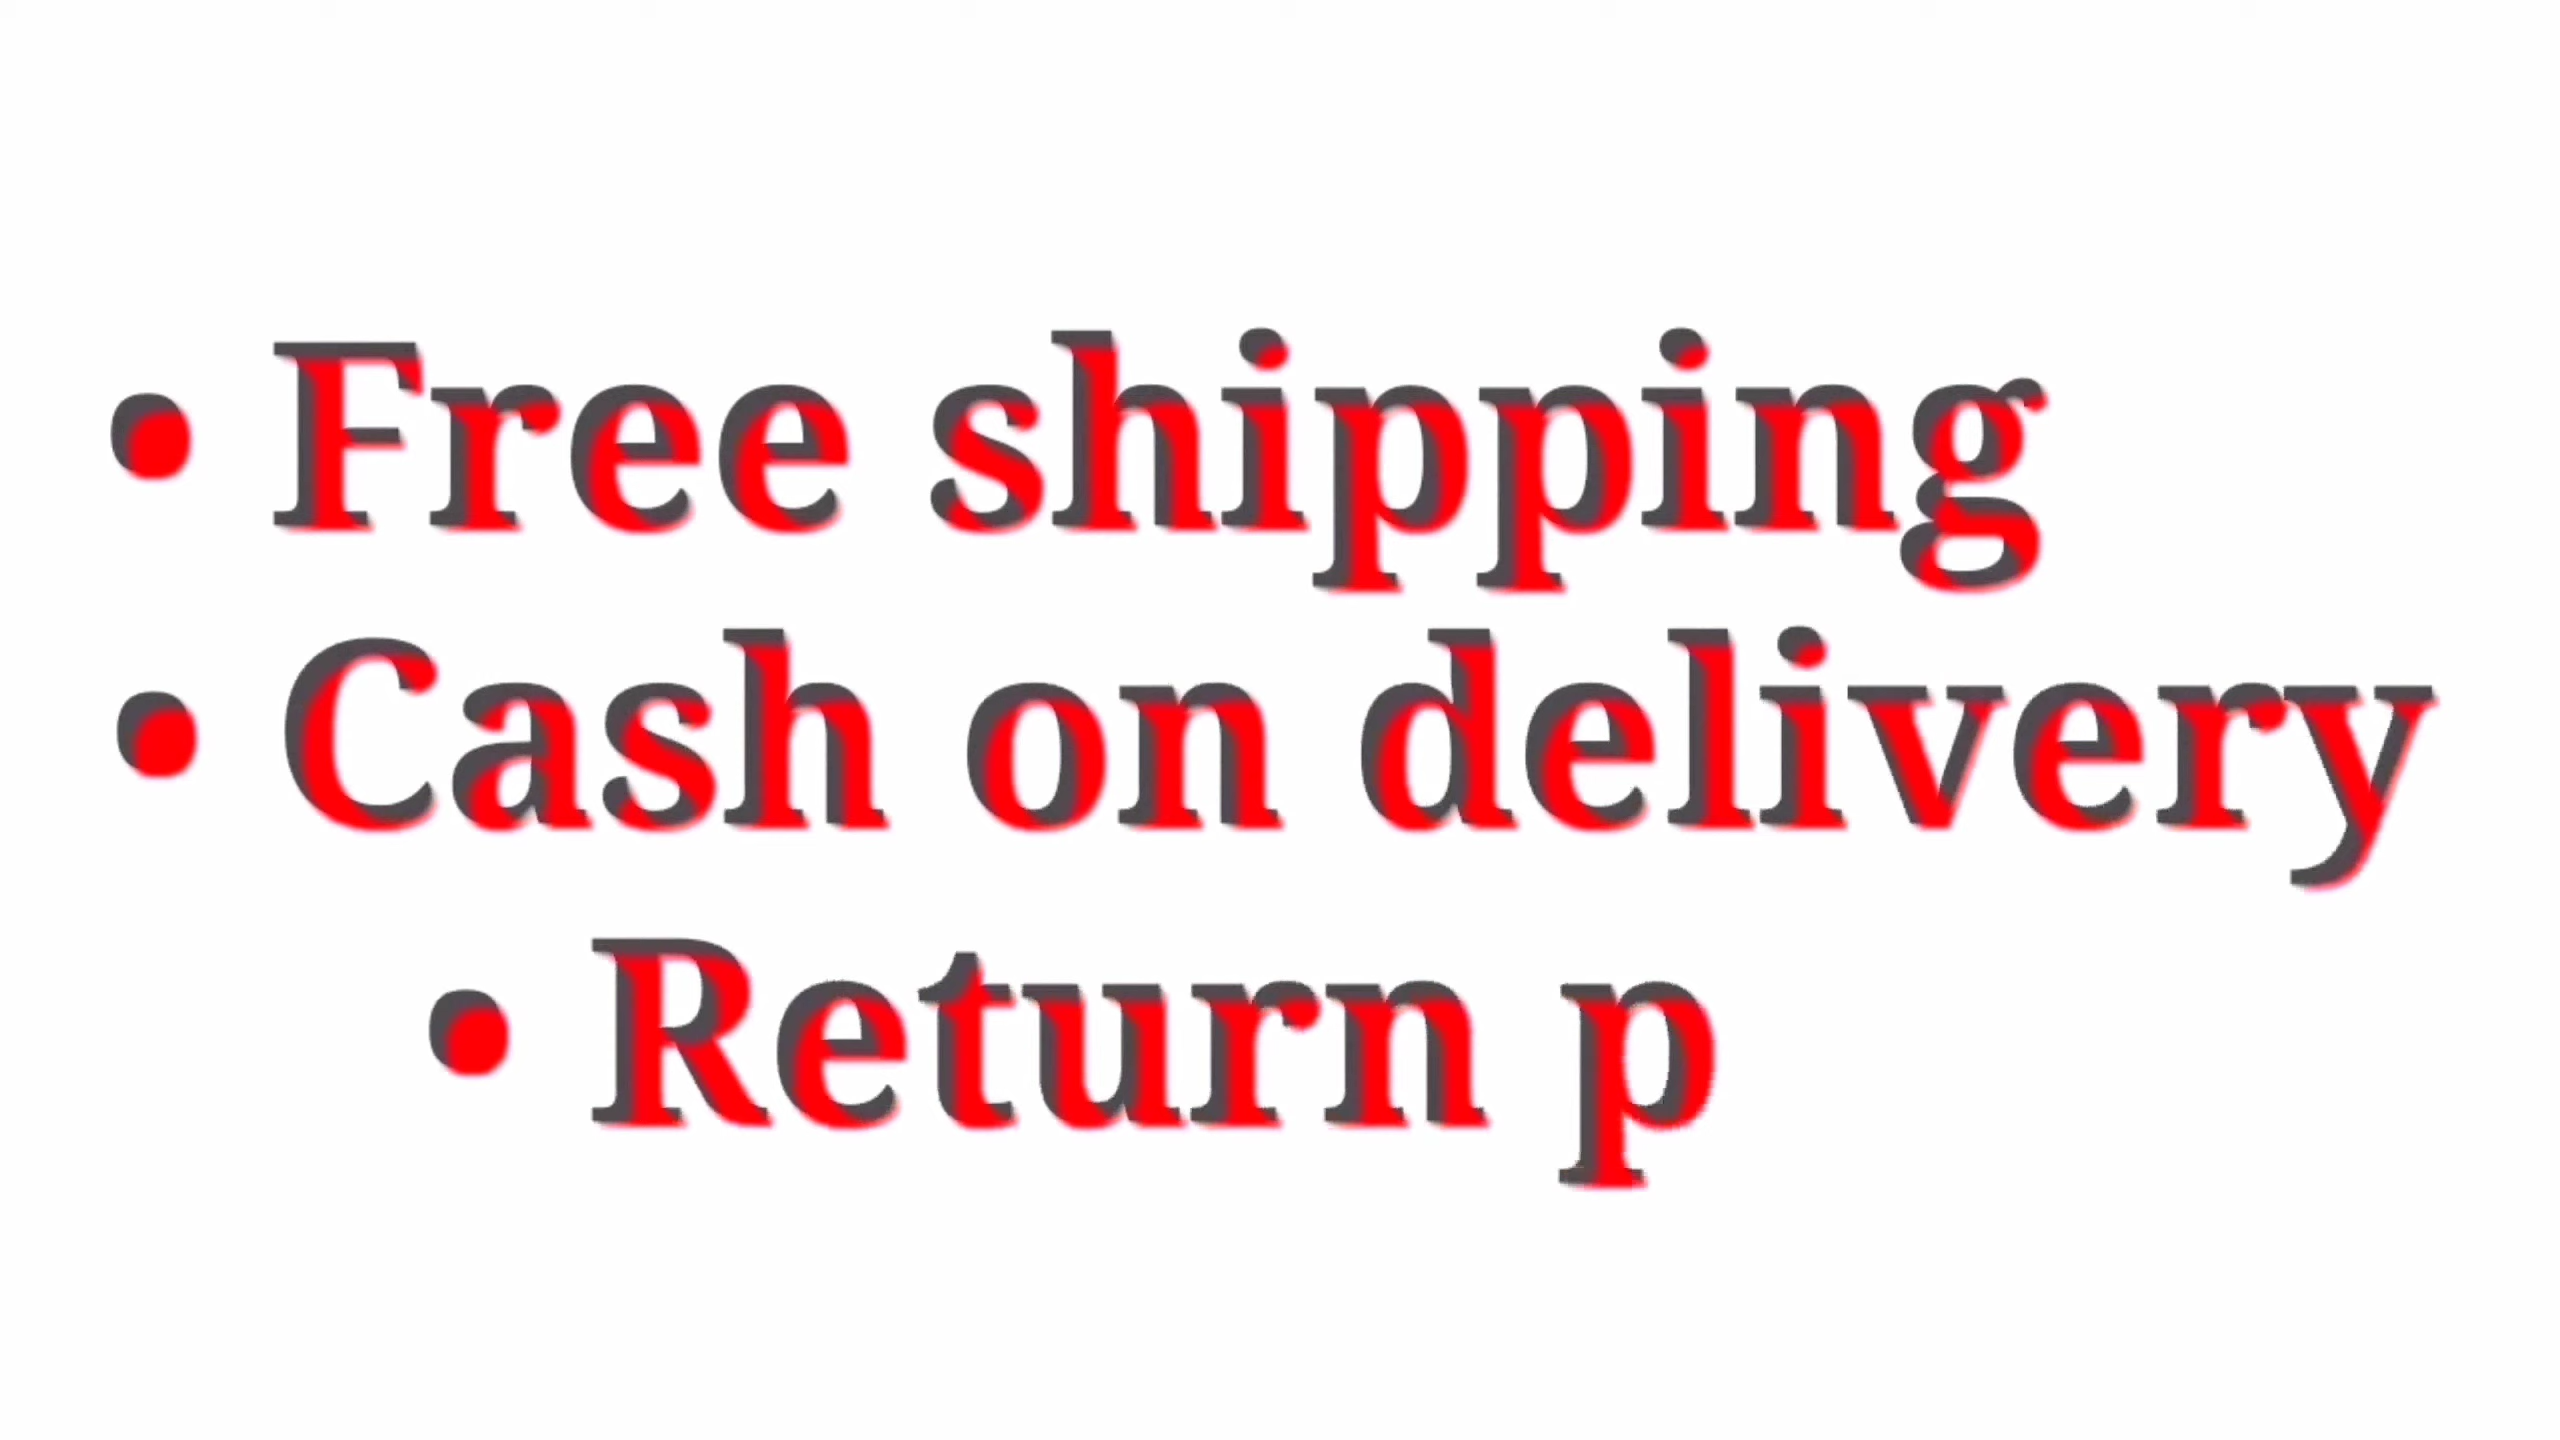 • Free shipping
• Cash on delivery
• Return p